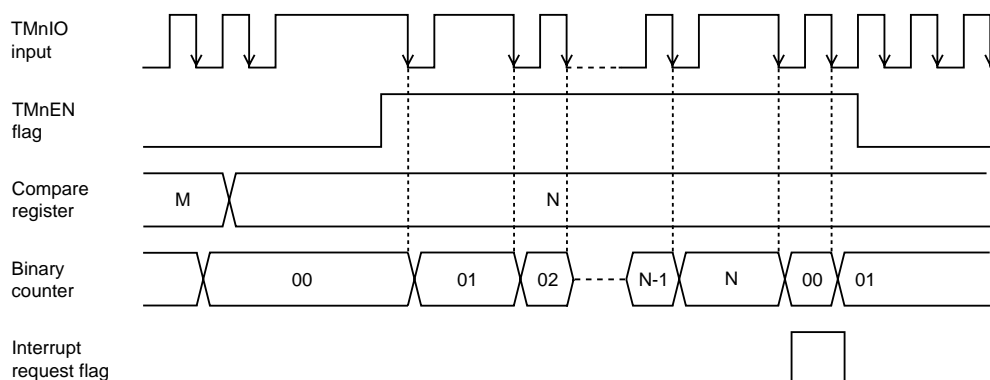 TMnIO
input
TMnEN
flag
Compare
register
M
N
Binary
counter
00
01
02
N-1
N
00
01
Interrupt
request flag